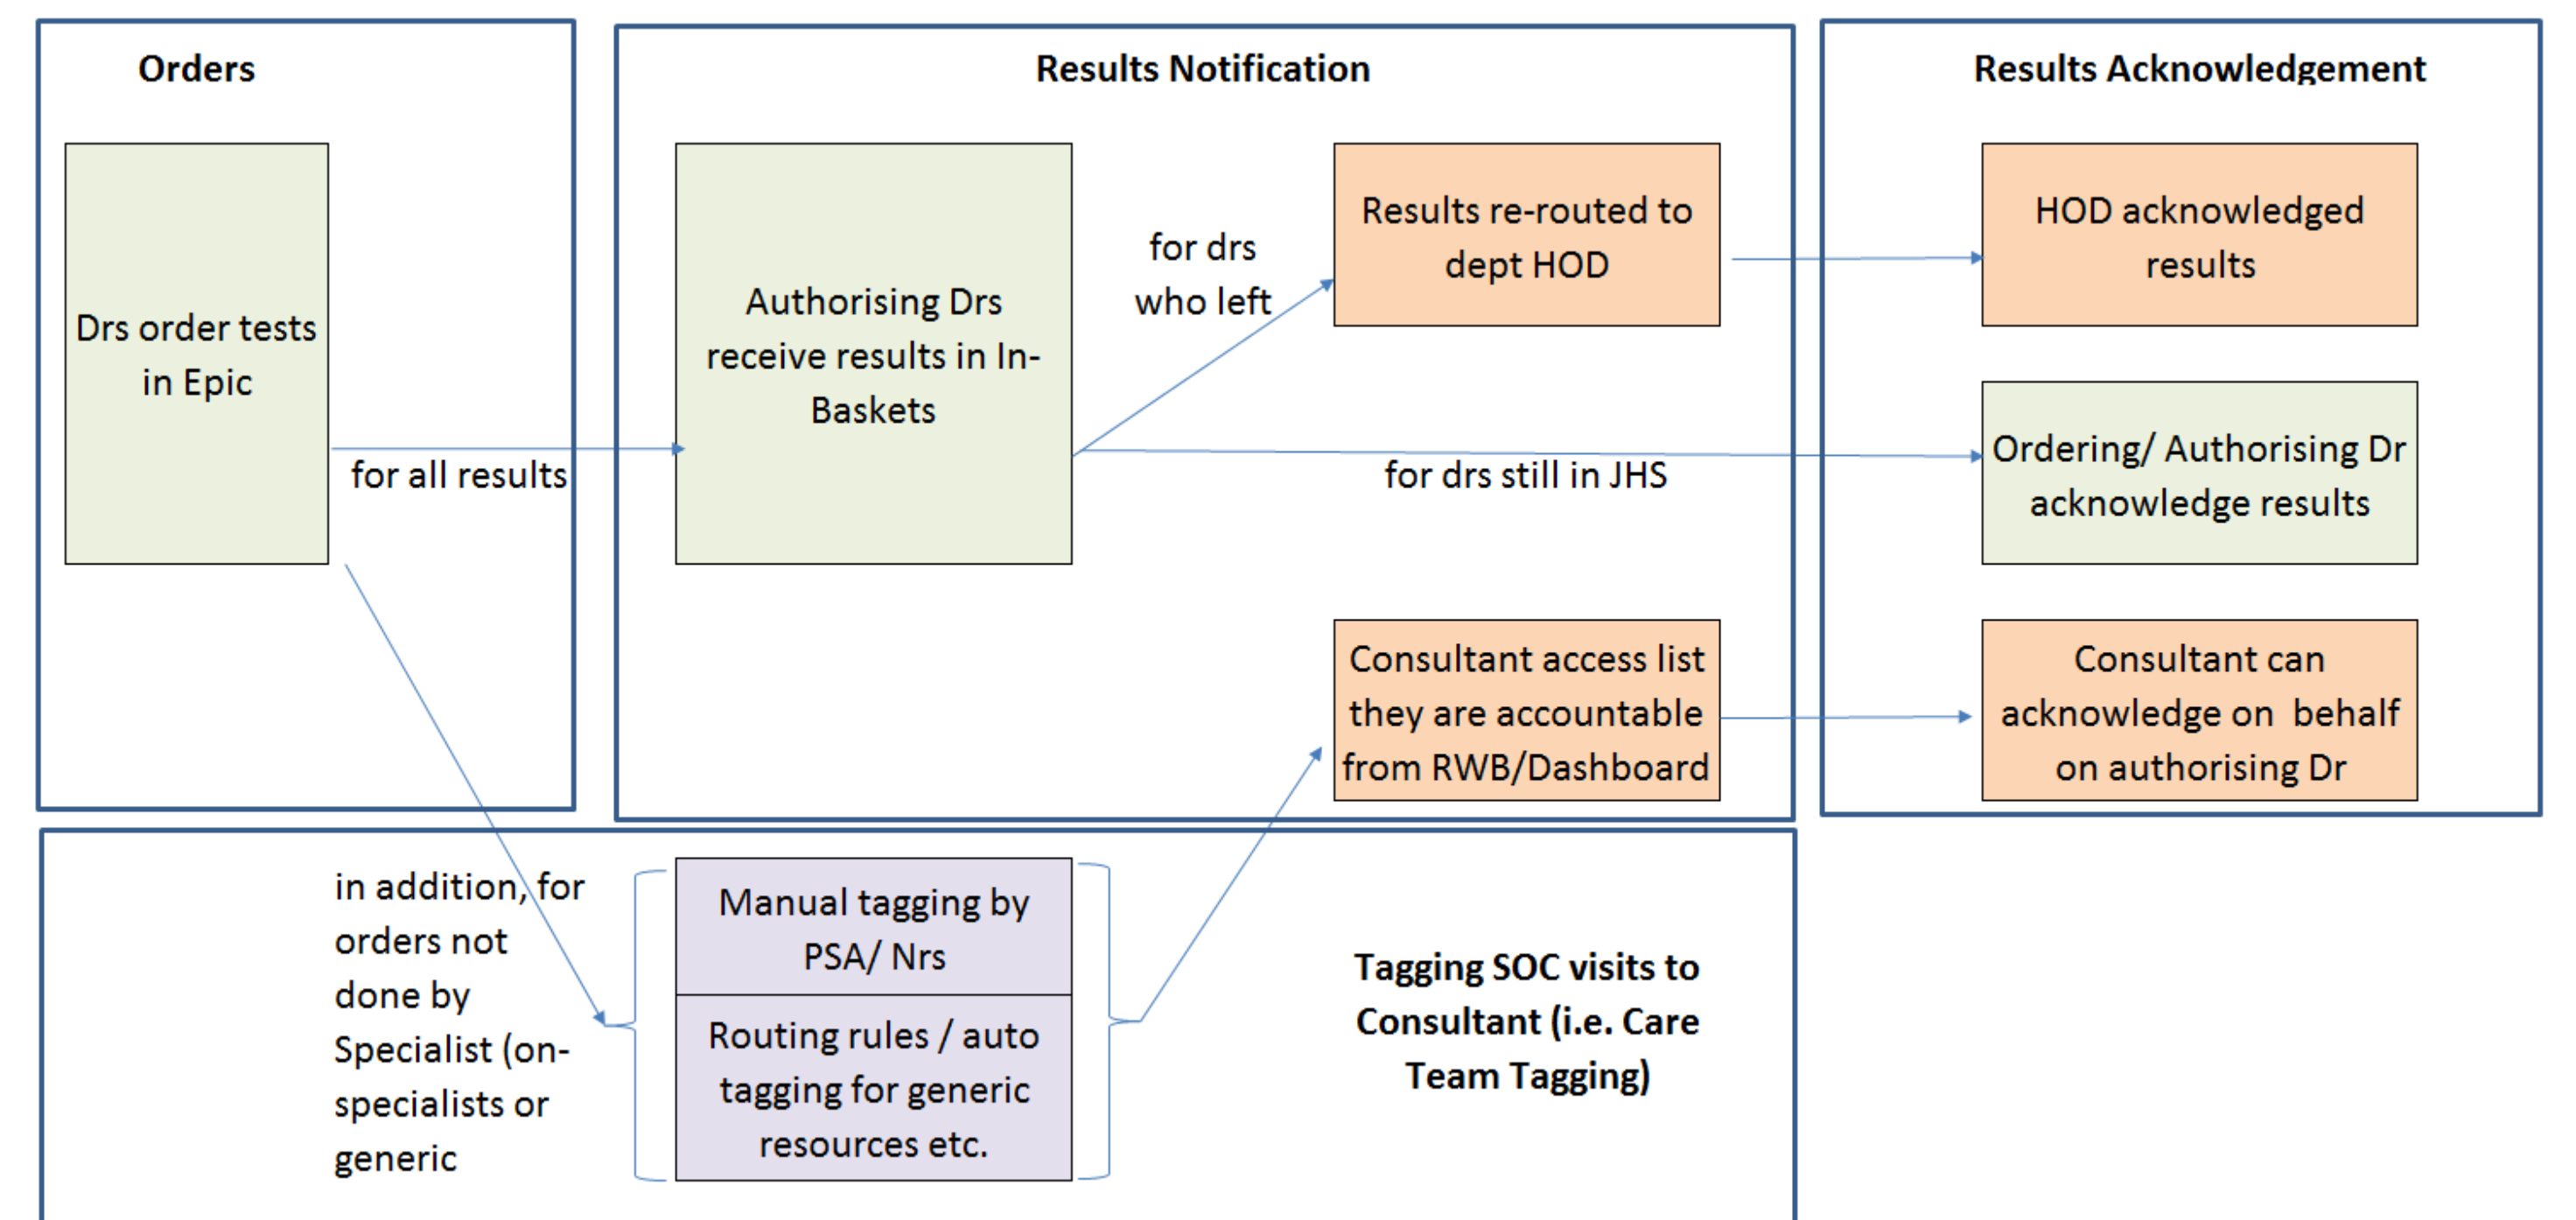 Orders
Drs order tests
in Epic
for all results
Results Notification
Authorising Drs
receive results in In-
Baskets
for drs
who left
Results re-routed to
dept HOD
for drs still in JHS
Consultant access list
they are accountable
from RWB/Dashboard
Results Acknowledgement
HOD acknowledged
results
Ordering/ Authorising Dr
acknowledge results
Consultant can
acknowledge on  behalf
on authorising Dr
in addition, for
orders not
done by
Specialist (on-
specialists or
generic
Manual tagging by
PSA/ Nrs
Routing rules / auto
tagging for generic
resources etc.
Tagging SOC visits to
Consultant (i.e. Care
Team Tagging)